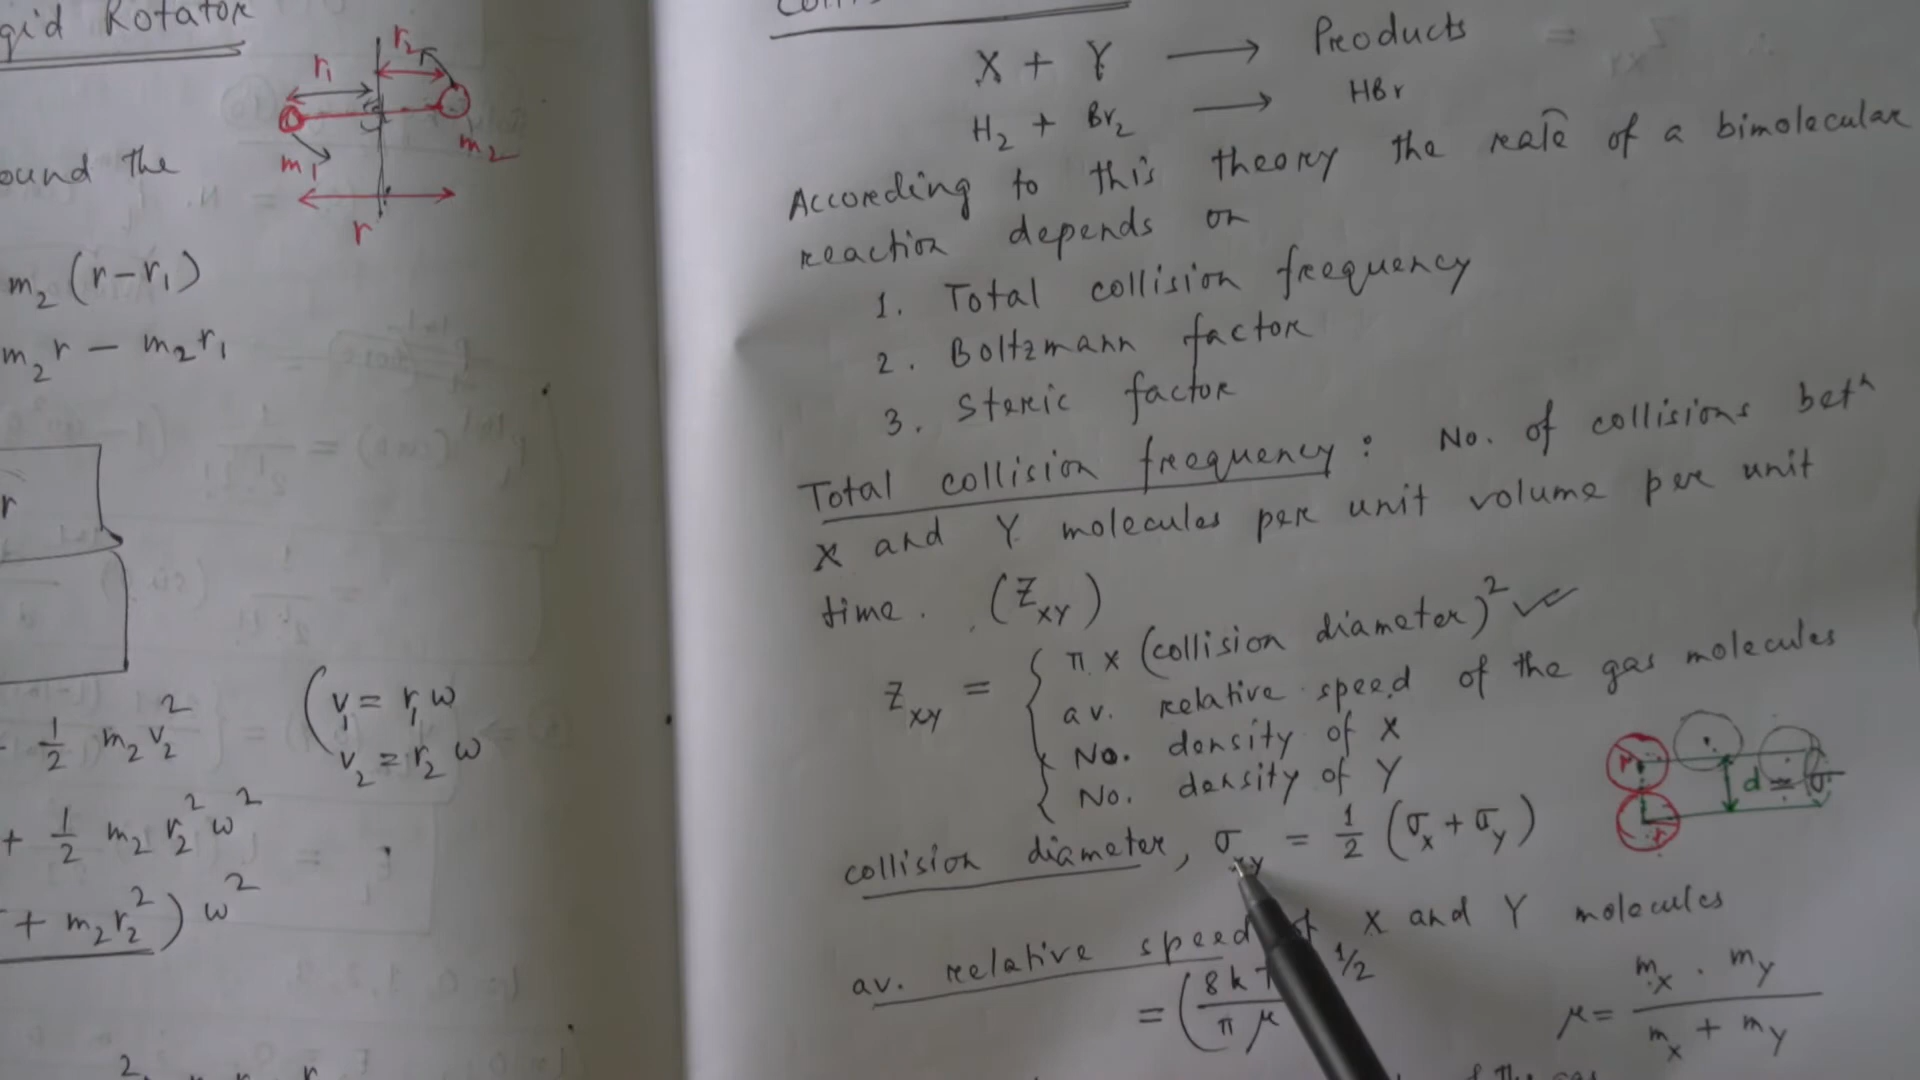 gid Rotator
r₁ r₂
m₁ m₂
r
ound the
m₂ (r-r₁)
m₂r - m₂r₁
r
1/2 m₂v₂²
(v₁ = r₁ω
v₂ = r₂ω
+ 1/2 m₂ r₂² ω²
+ m₂r₂²) ω²
X + Y ⟶ Products
H₂ + Br₂ ⟶ HBr
According to this theory the rate of a bimolecular
reaction depends on
1. Total collision frequency
2. Boltzmann factor
3. Steric factor
Total collision frequency : No. of collisions betⁿ
X and Y molecules per unit volume per unit
time. (Z_XY)
Z_XY = { π x (collision diameter)² ✓
av. relative speed of the gas molecules
No. density of X
No. density of Y
d = σ
collision diameter, σ_xy = 1/2 (σ_x + σ_y)
av. relative speed of X and Y molecules
= (8kT/πμ)^1/2 μ = m_x . m_y / m_x + m_y